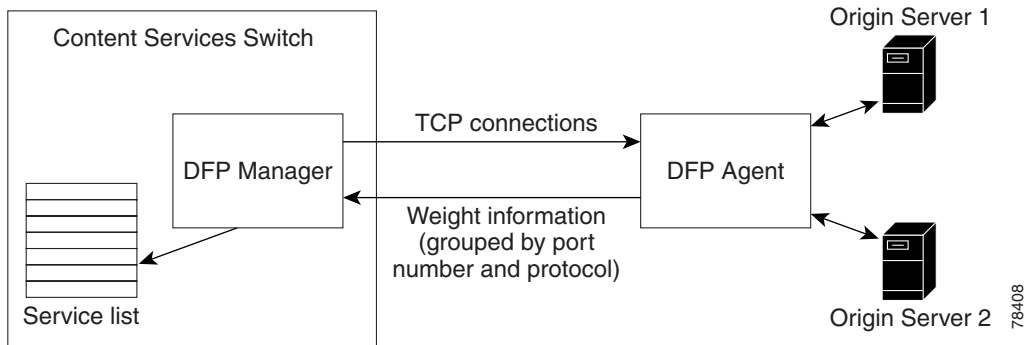 Content Services Switch
Origin Server 1
TCP connections
DFP Manager
DFP Agent
Weight information
(grouped by port
number and protocol)
Service list
Origin Server 2
78408